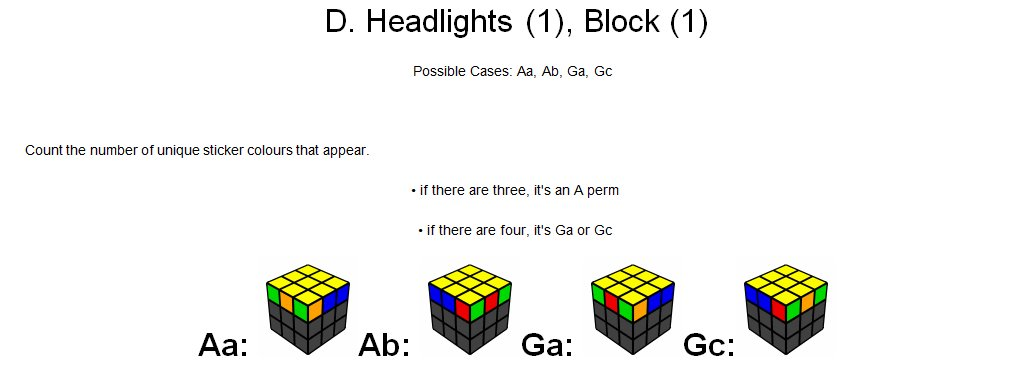 D. Headlights (1), Block (1)
Possible Cases: Aa, Ab, Ga, Gc
Count the number of unique sticker colours that appear.
• if there are three, it's an A perm
• if there are four, it's Ga or Gc
Aa: Ab: Ga: Gc: